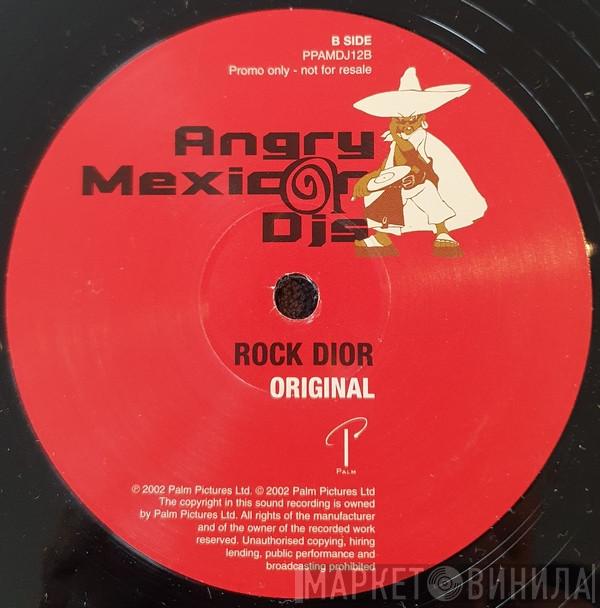 B SIDE
PPAMDJ12B
Promo only - not for resale
Angry
Mexican
Djs
ROCK DIOR
ORIGINAL
PALM
℗ 2002 Palm Pictures Ltd. © 2002 Palm Pictures Ltd
The copyright in this sound recording is owned
by Palm Pictures Ltd. All rights of the manufacturer
and of the owner of the recorded work
reserved. Unauthorised copying, hiring
lending, public performance and
broadcasting prohibited
МАРКЕТ ВИНИЛА